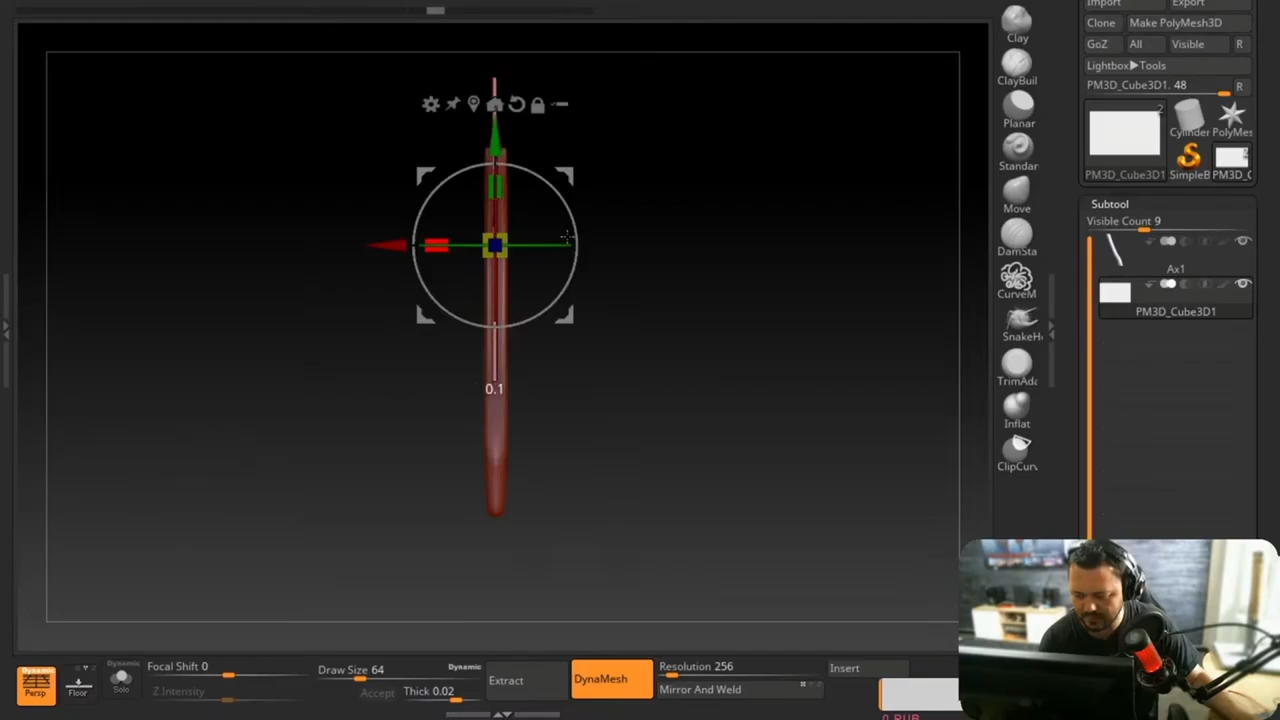 Import Export
Clone Make PolyMesh3D
GoZ All Visible R
Lightbox▶Tools
PM3D_Cube3D1. 48 R
2
Cylinder PolyMes
PM3D_Cube3D1 SimpleB PM3D_C
Subtool
Visible Count 9
Ax1
PM3D_Cube3D1
Clay
ClayBuil
Planar
Standar
Move
DamSta
CurveM
SnakeH
TrimAda
Inflat
ClipCurv
0.1
Dynamic
Persp
Floor
Dynamic
Solo
Focal Shift 0
Z Intensity
Draw Size 64
Dynamic
Accept
Thick 0.02
Extract
DynaMesh
Resolution 256
Mirror And Weld
Insert